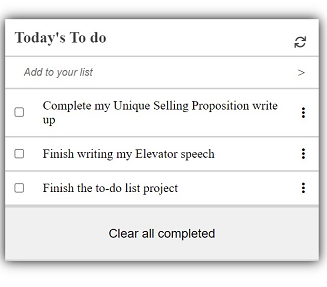 Today's To do
Add to your list
Complete my Unique Selling Proposition write
up
Finish writing my Elevator speech
Finish the to-do list project
Clear all completed